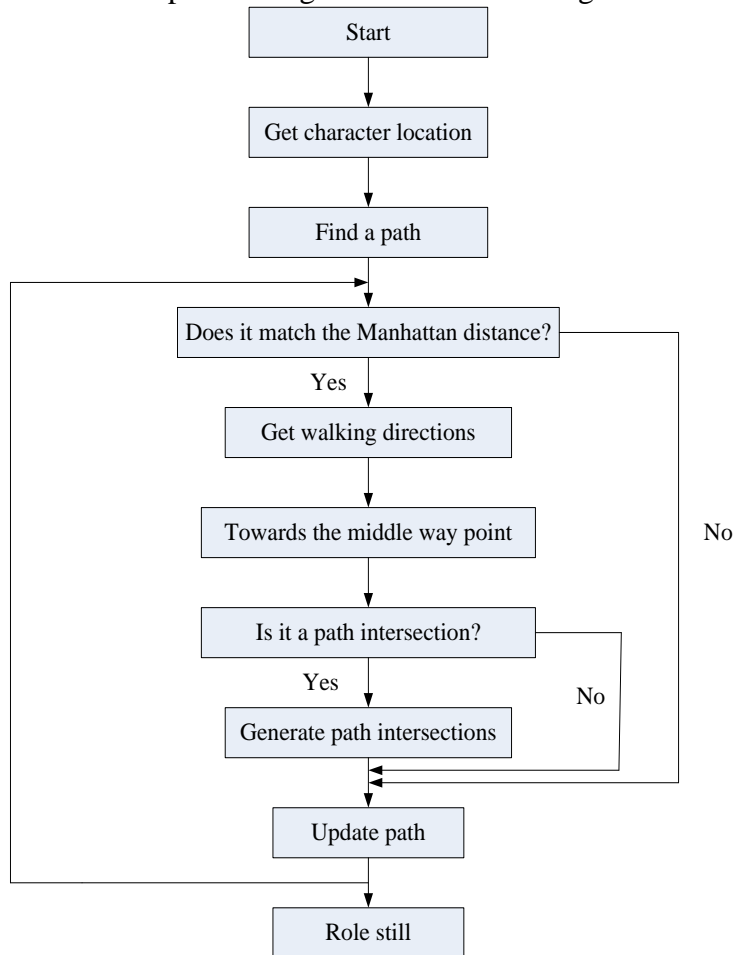 Start
Get character location
Find a path
Does it match the Manhattan distance?
Yes
Get walking directions
Towards the middle way point
No
Is it a path intersection?
Yes
No
Generate path intersections
Update path
Role still